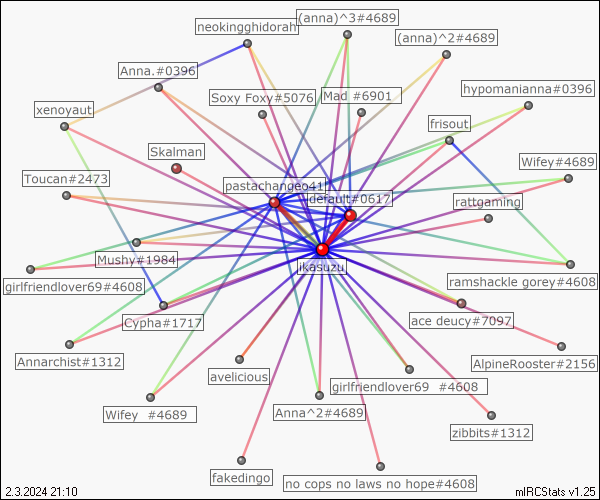 (anna)^3#4689
neokingghidorah
(anna)^2#4689
Anna.#0396
hypomanianna#0396
Soxy Foxy#5076
Mad #6901
xenoyaut
frisout
Skalman
Wifey#4689
Toucan#2473
pastachangeo41
default#0617
rattgaming
Mushy#1984
ikasuzu
girlfriendlover69#4608
ramshackle gorey#4608
Cypha#1717
ace deucy#7097
Annarchist#1312
AlpineRooster#2156
avelicious
girlfriendlover69 #4608
Wifey #4689
Anna^2#4689
zibbits#1312
fakedingo
no cops no laws no hope#4608
2.3.2024 21:10
mIRCStats v1.25